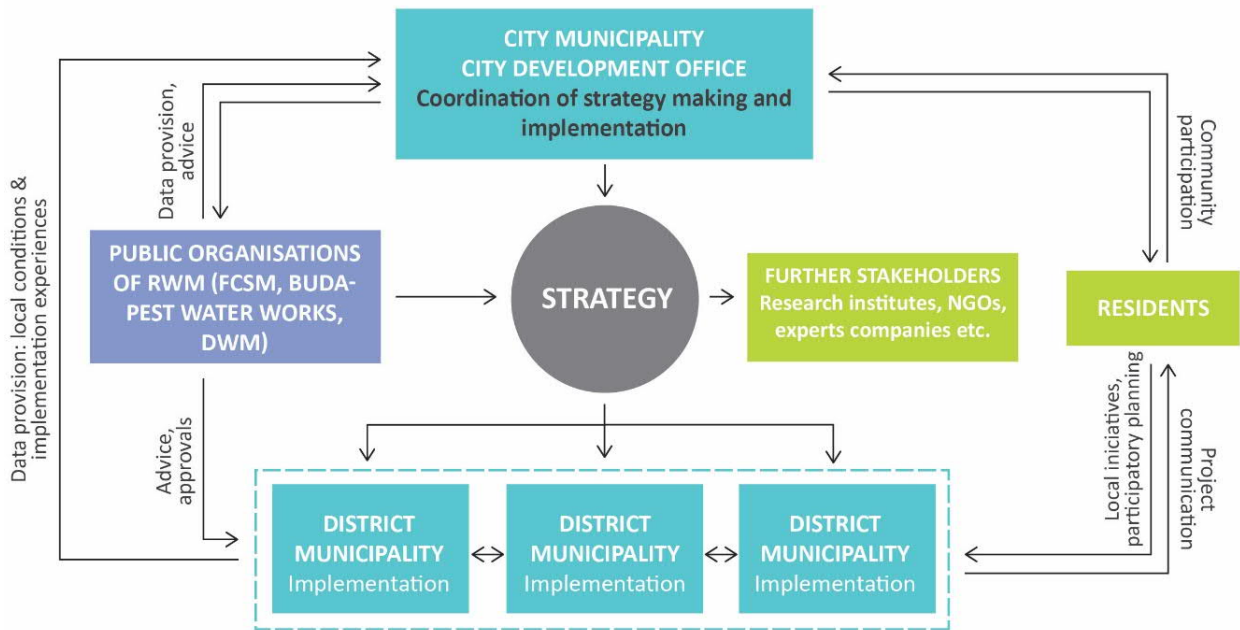 CITY MUNICIPALITY
CITY DEVELOPMENT OFFICE
Coordination of strategy making and
implementation
Data provision: local conditions &
implementation experiences
Data provision,
advice
Community
participation
PUBLIC ORGANISATIONS
OF RWM (FCSM, BUDA-
PEST WATER WORKS,
DWM)
STRATEGY
FURTHER STAKEHOLDERS
Research institutes, NGOs,
experts companies etc.
RESIDENTS
Advice,
approvals
Local iniciatives,
participatory planning
Project
communication
DISTRICT
MUNICIPALITY
Implementation
DISTRICT
MUNICIPALITY
Implementation
DISTRICT
MUNICIPALITY
Implementation